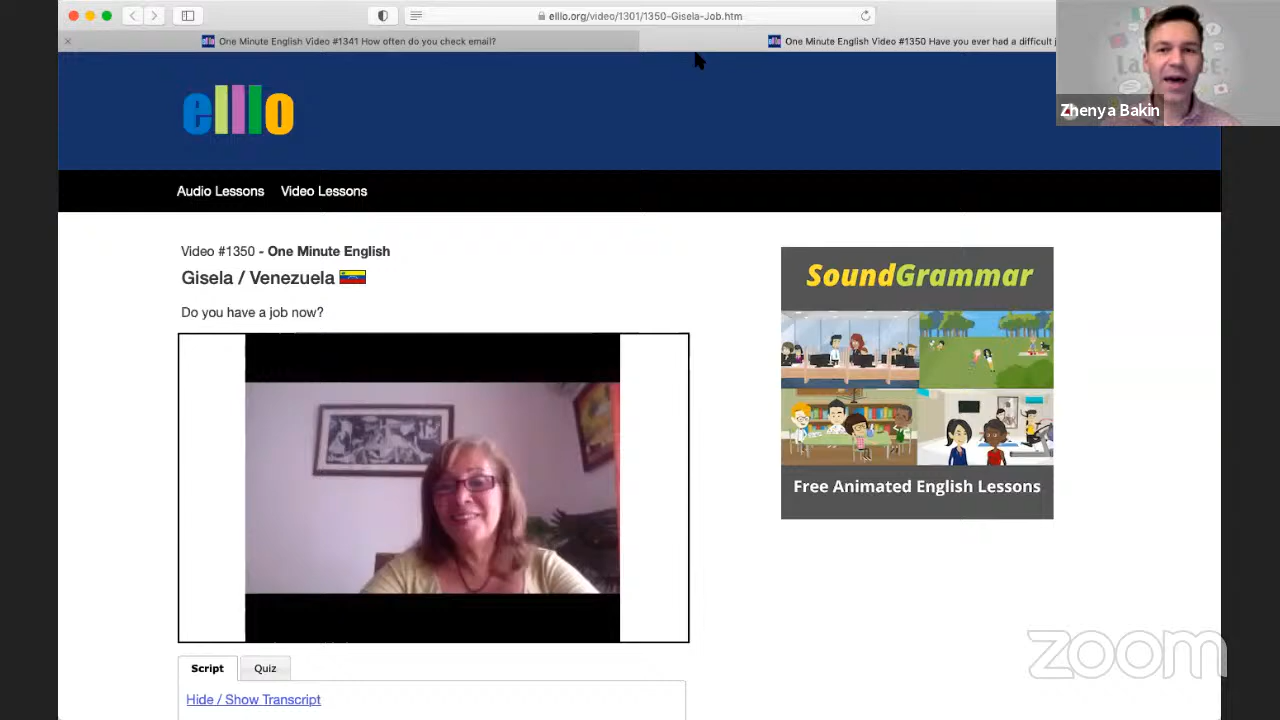 elllo.org/video/1301/1350-Gisela-Job.htm
elllo One Minute English Video #1341 How often do you check email?
elllo One Minute English Video #1350 Have you ever had a difficult j
Zhenya Bakin
elllo
Audio Lessons Video Lessons
Video #1350 - One Minute English
Gisela / Venezuela
Do you have a job now?
SoundGrammar
Free Animated English Lessons
Script Quiz
Hide / Show Transcript
zoom